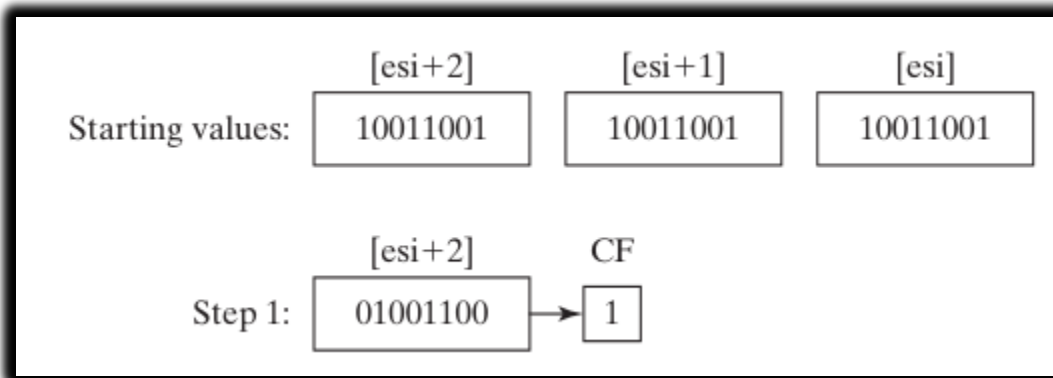 [esi+2] [esi+1] [esi]
Starting values: 10011001 10011001 10011001
[esi+2] CF
Step 1: 01001100 1